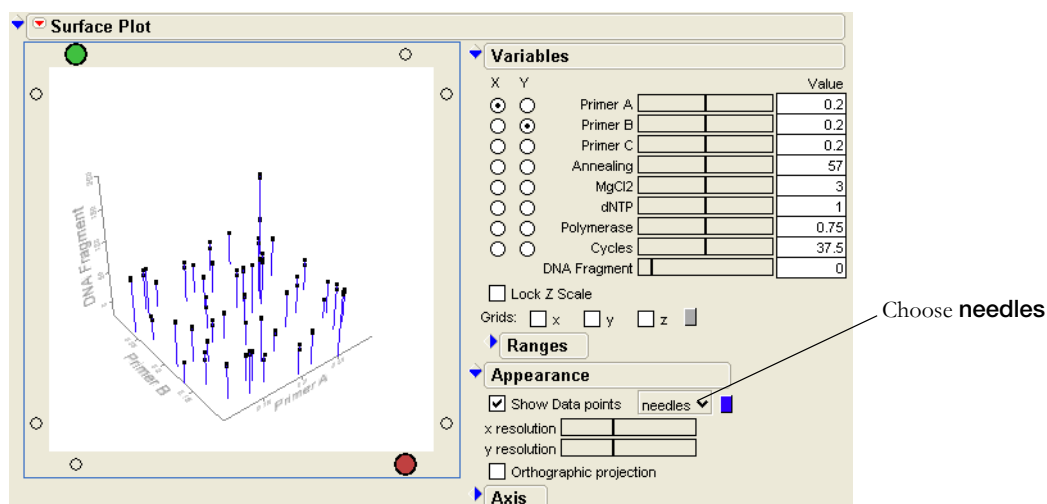 Surface Plot
Variables
X Y Value
Primer A 0.2
Primer B 0.2
Primer C 0.2
Annealing 57
MgCl2 3
dNTP 1
Polymerase 0.75
Cycles 37.5
DNA Fragment 0
Lock Z Scale
Grids: x y z
Ranges
Appearance
Show Data points needles
x resolution
y resolution
Orthographic projection
Axis
Choose needles
DNA Fragment
Primer B
Primer A